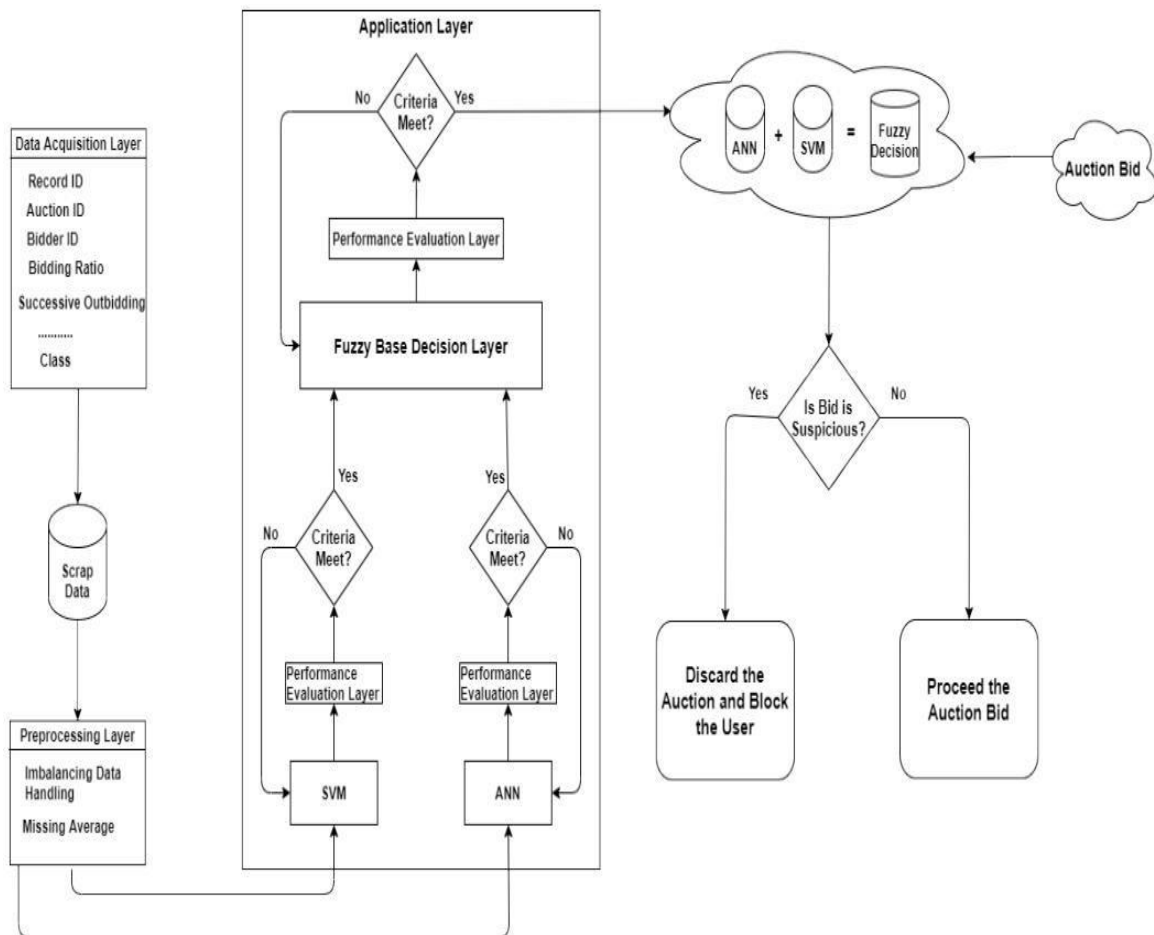 Data Acquisition Layer
Record ID
Auction ID
Bidder ID
Bidding Ratio
Successive Outbidding
...........
Class
Scrap
Data
Preprocessing Layer
Imbalancing Data
Handling
Missing Average
Application Layer
No
Criteria
Meet?
Yes
Performance Evaluation Layer
Fuzzy Base Decision Layer
Yes
No
Criteria
Meet?
Performance
Evaluation Layer
SVM
Yes
Criteria
Meet?
No
Performance
Evaluation Layer
ANN
ANN
+
SVM
=
Fuzzy
Decision
Auction Bid
Yes
Is Bid is
Suspicious?
No
Discard the
Auction and Block
the User
Proceed the
Auction Bid